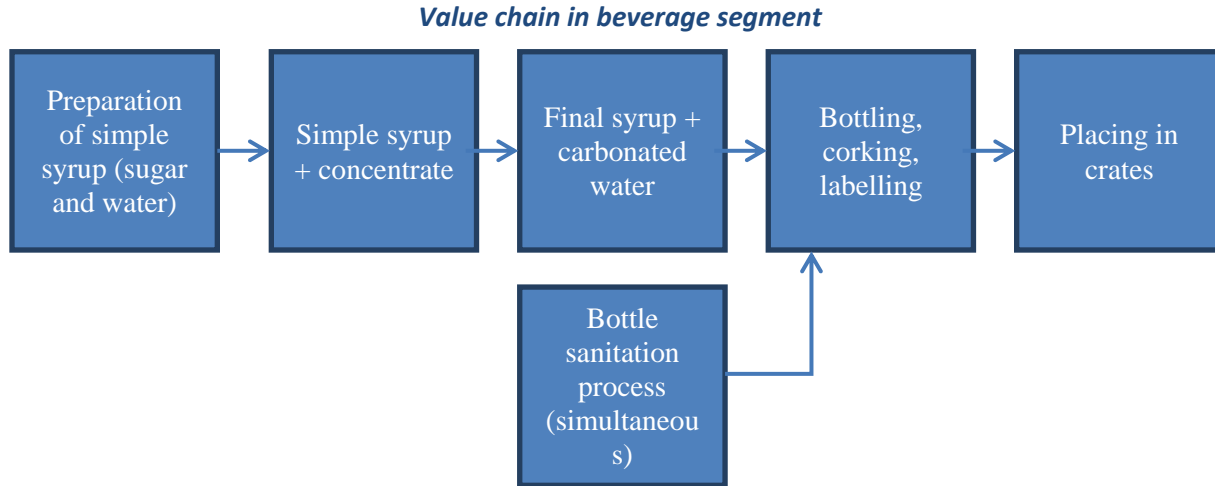 Value chain in beverage segment
Preparation
of simple
syrup (sugar
and water)
Simple syrup
+ concentrate
Final syrup +
carbonated
water
Bottling,
corking,
labelling
Placing in
crates
Bottle
sanitation
process
(simultaneou
s)